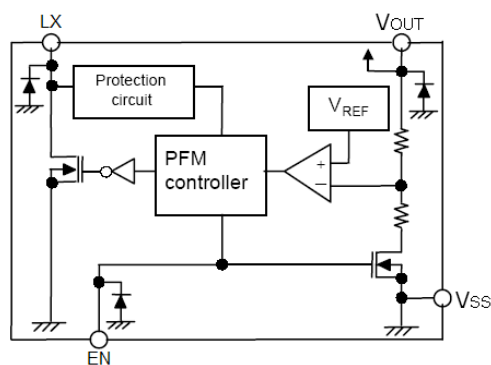 LX
VOUT
Protection
circuit
VREF
PFM
controller
+
−
VSS
EN